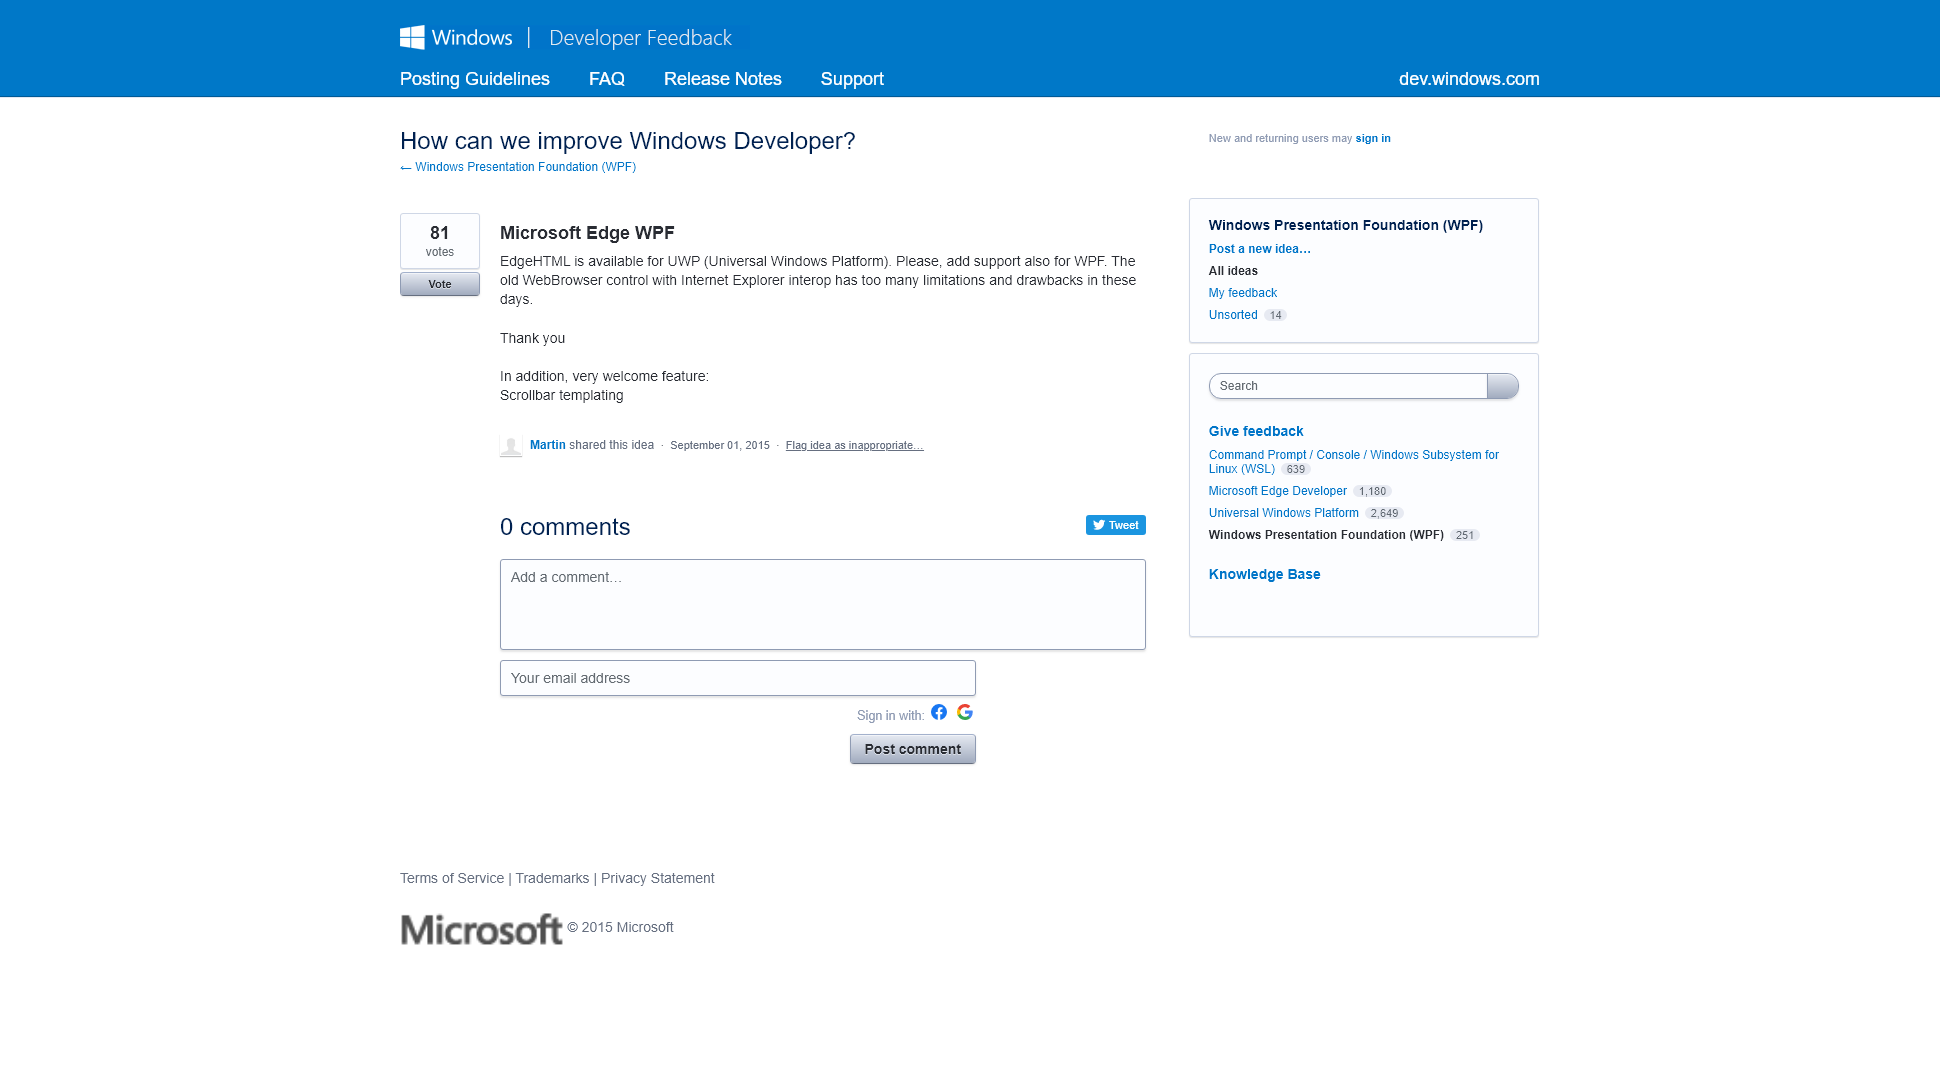 Windows | Developer Feedback
Posting Guidelines FAQ Release Notes Support dev.windows.com
How can we improve Windows Developer?
← Windows Presentation Foundation (WPF)
New and returning users may sign in
81
votes
Vote
Microsoft Edge WPF
EdgeHTML is available for UWP (Universal Windows Platform). Please, add support also for WPF. The
old WebBrowser control with Internet Explorer interop has too many limitations and drawbacks in these
days.
Thank you
In addition, very welcome feature:
Scrollbar templating
Martin shared this idea · September 01, 2015 · Flag idea as inappropriate…
0 comments
Tweet
Add a comment…
Your email address
Sign in with:
Post comment
Windows Presentation Foundation (WPF)
Post a new idea…
All ideas
My feedback
Unsorted 14
Search
Give feedback
Command Prompt / Console / Windows Subsystem for
Linux (WSL) 639
Microsoft Edge Developer 1,180
Universal Windows Platform 2,649
Windows Presentation Foundation (WPF) 251
Knowledge Base
Terms of Service | Trademarks | Privacy Statement
Microsoft © 2015 Microsoft